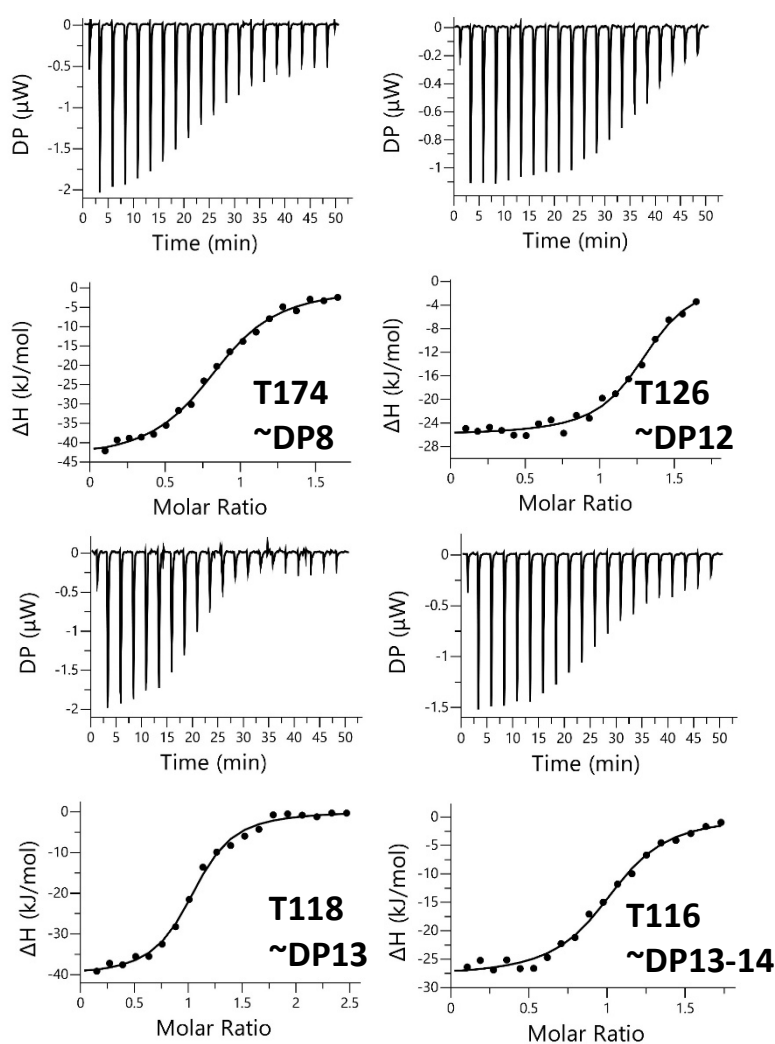 0
-0.5
-1
-1.5
-2
DP (µW)
0 5 10 15 20 25 30 35 40 45 50
Time (min)
0
-0.2
-0.4
-0.6
-0.8
-1
DP (µW)
0 5 10 15 20 25 30 35 40 45 50
Time (min)
0
-5
-10
-15
-20
-25
-30
-35
-40
-45
ΔH (kJ/mol)
T174
~DP8
0 0.5 1 1.5
Molar Ratio
0
-4
-8
-12
-16
-20
-24
-28
ΔH (kJ/mol)
T126
~DP12
0 0.5 1 1.5
Molar Ratio
0
-0.5
-1
-1.5
-2
DP (µW)
0 5 10 15 20 25 30 35 40 45 50
Time (min)
0
-0.5
-1
-1.5
DP (µW)
0 5 10 15 20 25 30 35 40 45 50
Time (min)
0
-10
-20
-30
-40
ΔH (kJ/mol)
T118
~DP13
0 0.5 1 1.5 2 2.5
Molar Ratio
0
-5
-10
-15
-20
-25
-30
ΔH (kJ/mol)
T116
~DP13-14
0 0.5 1 1.5
Molar Ratio